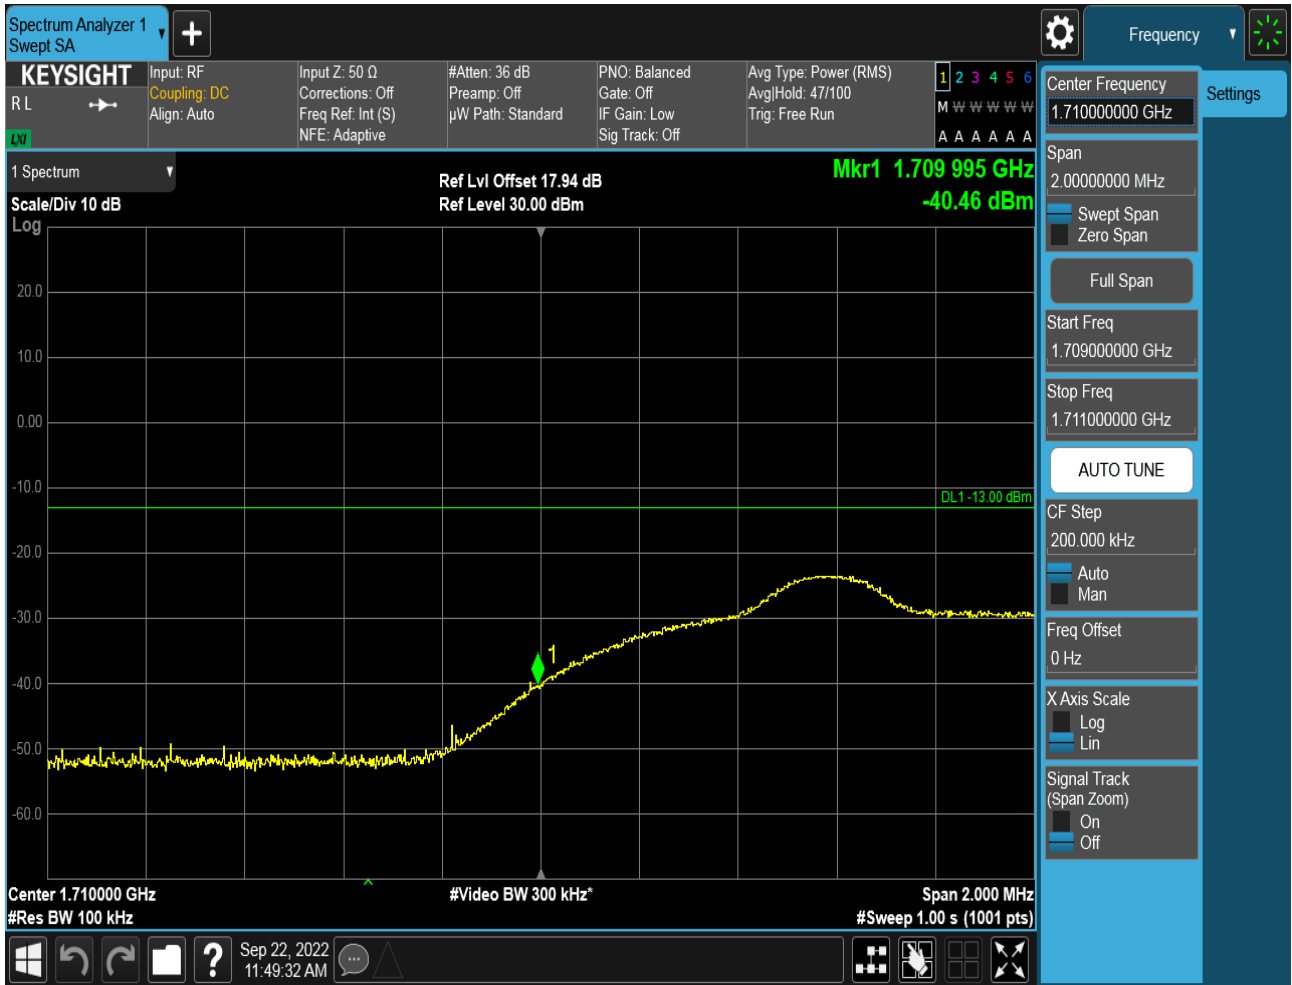 Spectrum Analyzer 1
Swept SA
Frequency
KEYSIGHT
R L
LXI
Input: RF
Coupling: DC
Align: Auto
Input Z: 50 Ω
Corrections: Off
Freq Ref: Int (S)
NFE: Adaptive
#Atten: 36 dB
Preamp: Off
µW Path: Standard
PNO: Balanced
Gate: Off
IF Gain: Low
Sig Track: Off
Avg Type: Power (RMS)
Avg|Hold: 47/100
Trig: Free Run
1 2 3 4 5 6
M W W W W W
A A A A A A
1 Spectrum
Scale/Div 10 dB
Log
Ref Lvl Offset 17.94 dB
Ref Level 30.00 dBm
Mkr1 1.709 995 GHz
-40.46 dBm
20.0
10.0
0.00
-10.0
-20.0
-30.0
-40.0
-50.0
-60.0
DL1 -13.00 dBm
1
Center 1.710000 GHz
#Res BW 100 kHz
#Video BW 300 kHz*
Span 2.000 MHz
#Sweep 1.00 s (1001 pts)
Sep 22, 2022
11:49:32 AM
Center Frequency
1.710000000 GHz
Settings
Span
2.00000000 MHz
Swept Span
Zero Span
Full Span
Start Freq
1.709000000 GHz
Stop Freq
1.711000000 GHz
AUTO TUNE
CF Step
200.000 kHz
Auto
Man
Freq Offset
0 Hz
X Axis Scale
Log
Lin
Signal Track
(Span Zoom)
On
Off